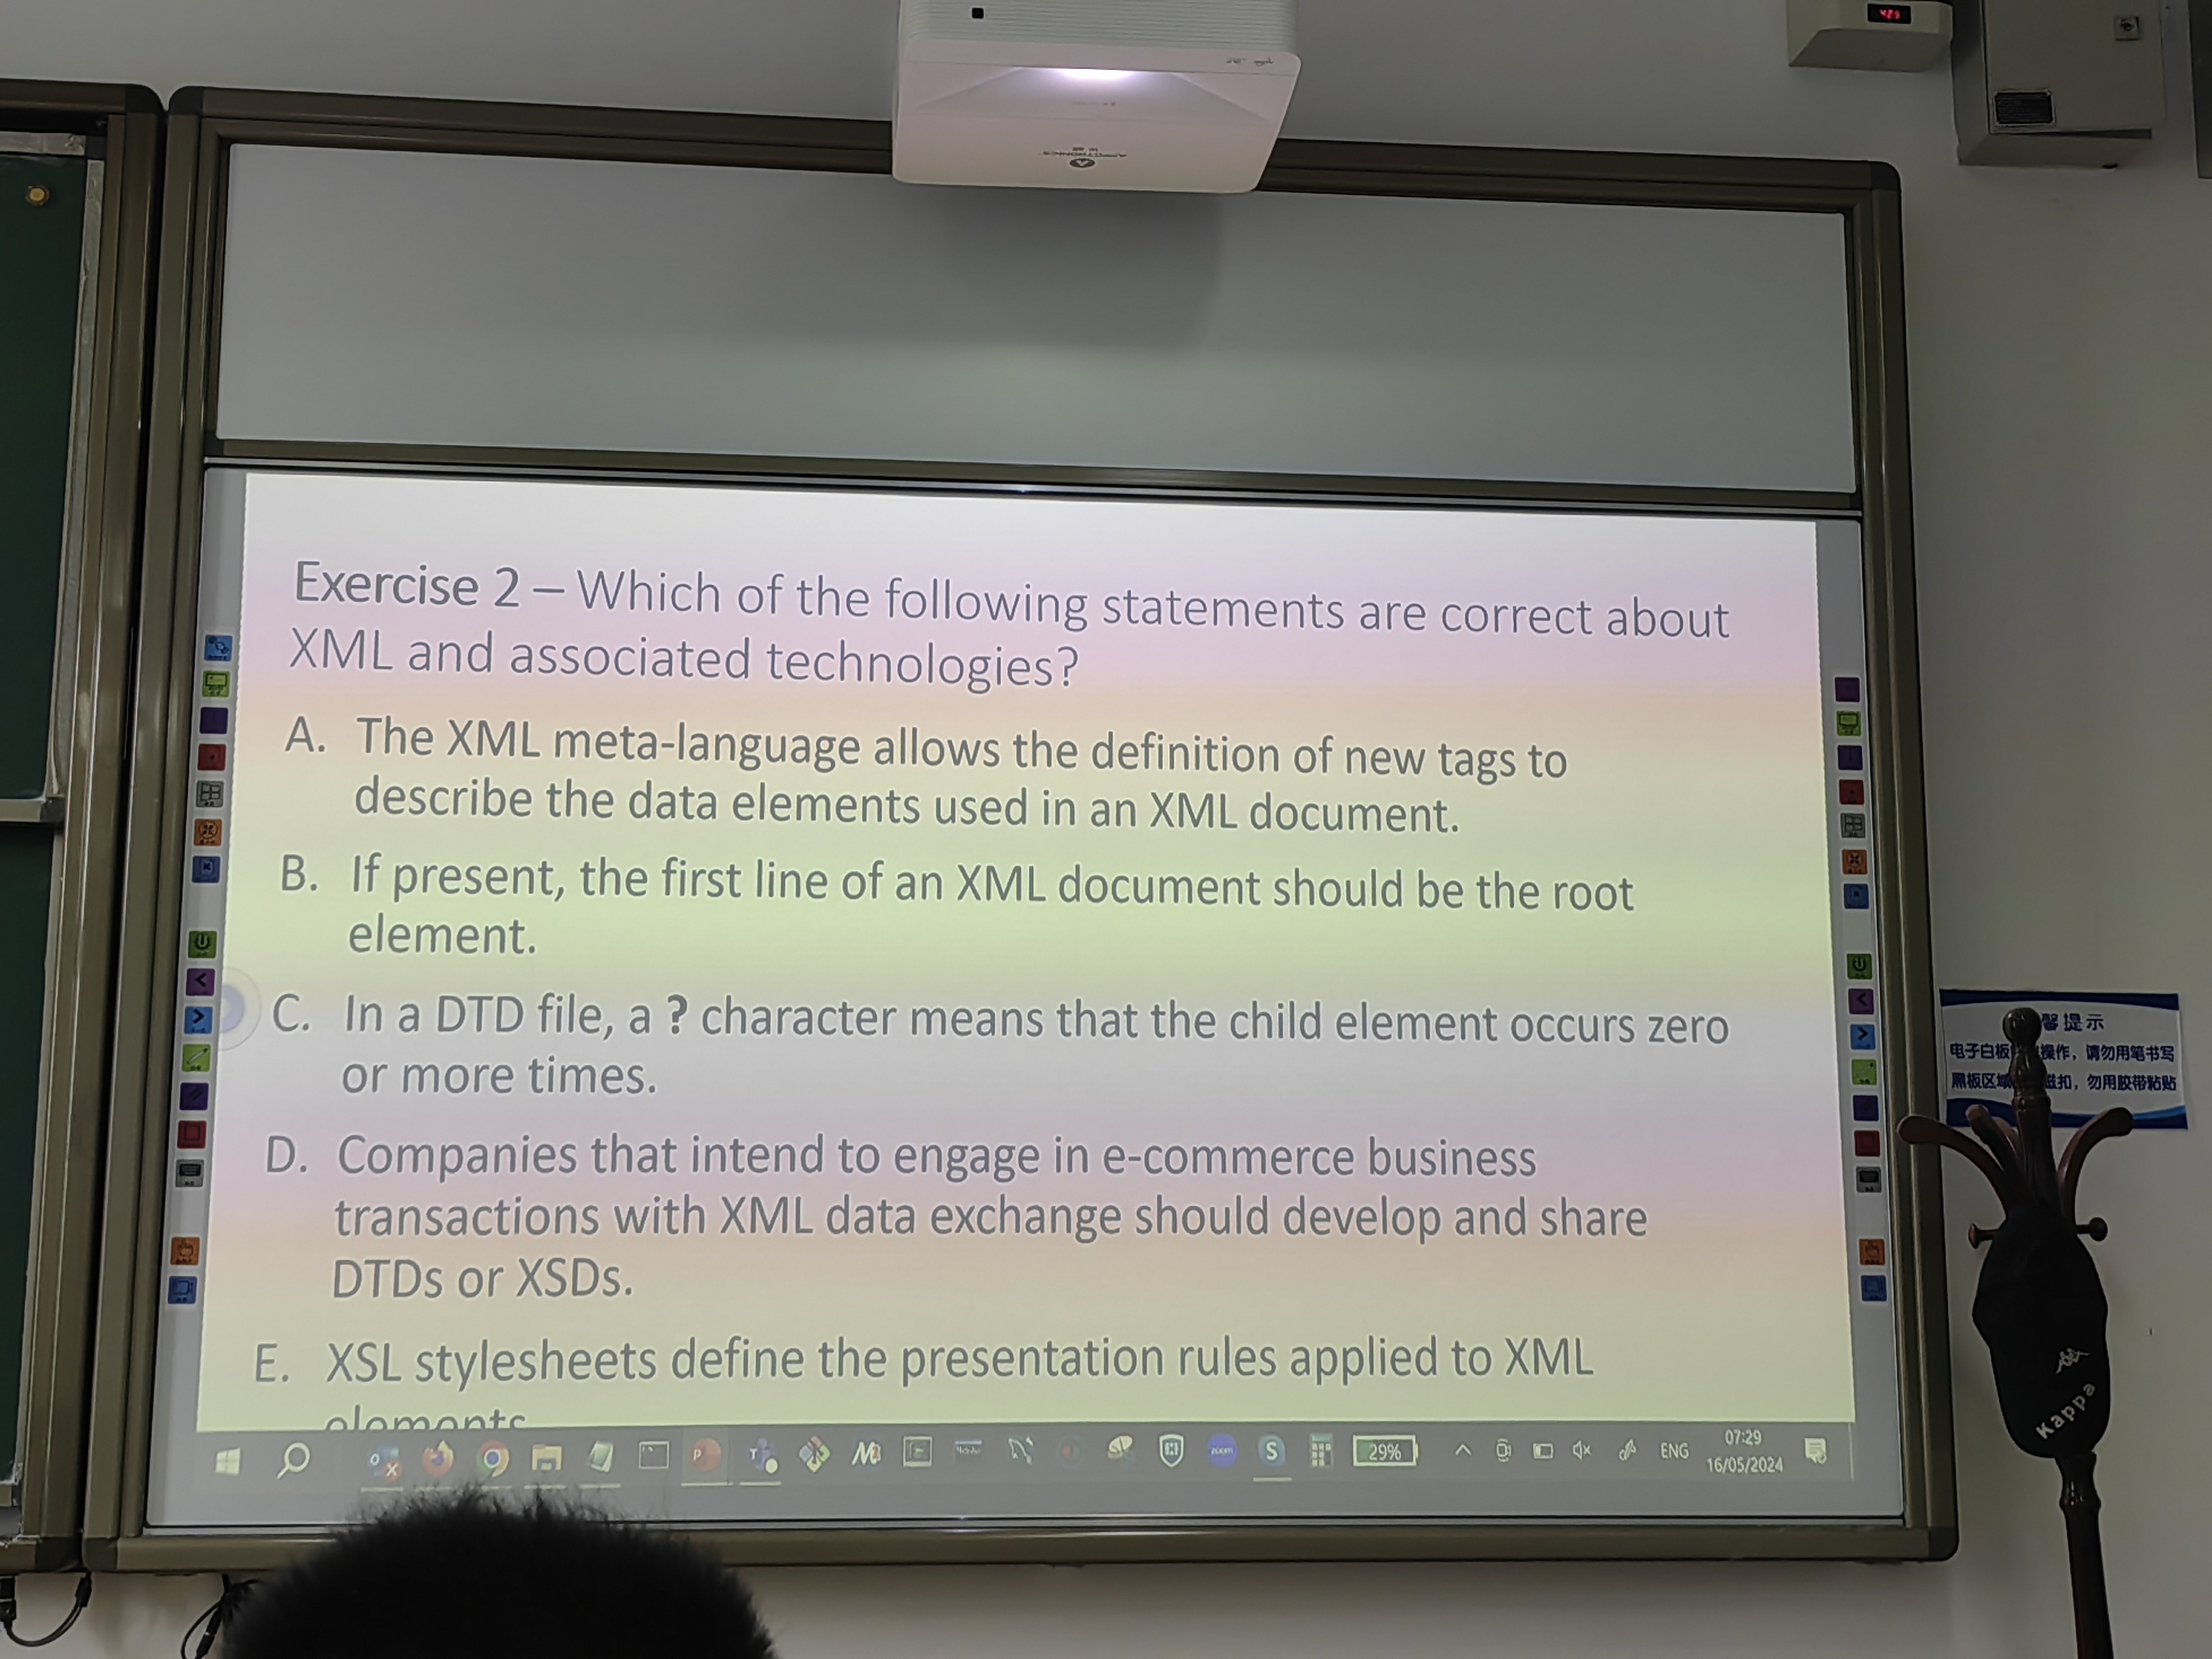 Exercise 2 – Which of the following statements are correct about
XML and associated technologies?
A. The XML meta-language allows the definition of new tags to
describe the data elements used in an XML document.
B. If present, the first line of an XML document should be the root
element.
C. In a DTD file, a ? character means that the child element occurs zero
or more times.
D. Companies that intend to engage in e-commerce business
transactions with XML data exchange should develop and share
DTDs or XSDs.
E. XSL stylesheets define the presentation rules applied to XML
elements
29%
ENG
07:29
16/05/2024
zoom
馨提示
电子白板 操作，请勿用笔书写
黑板区域 磁扣，勿用胶带粘贴
Kappa